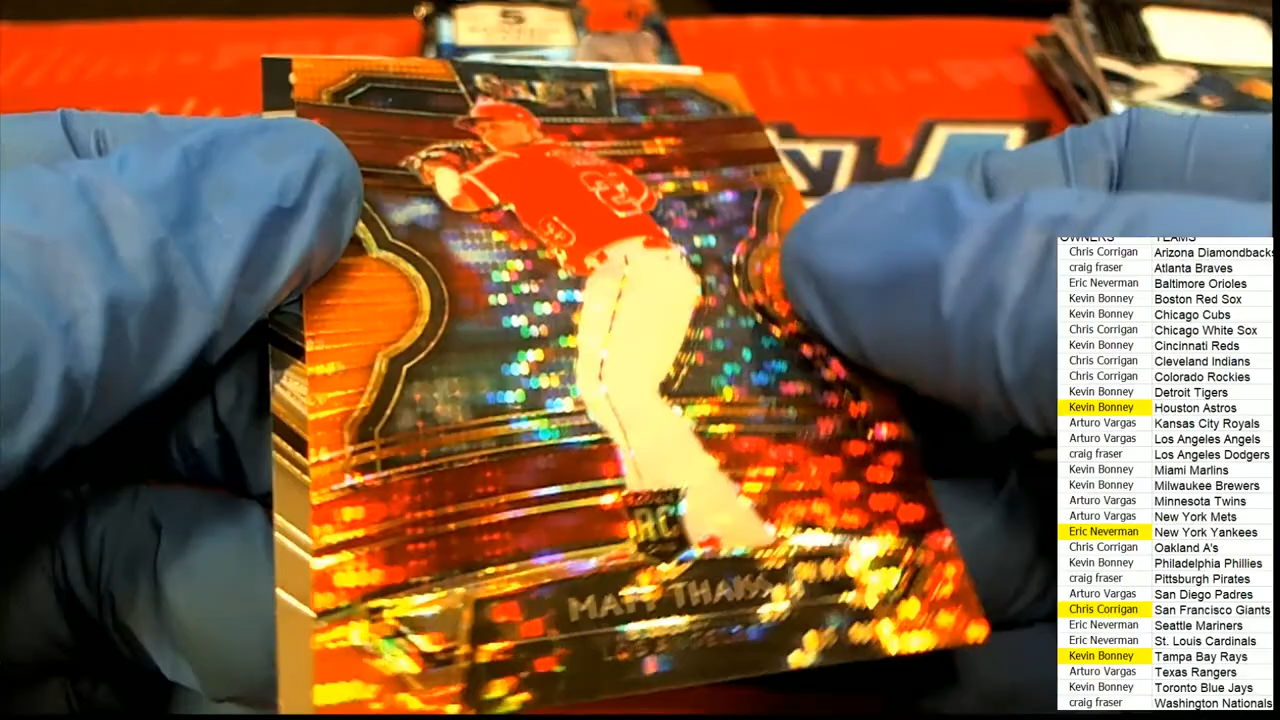 5
Select
RC
MATT THAISS
LOS ANGELES
OWNERS TEAMS
Chris Corrigan Arizona Diamondbacks
craig fraser Atlanta Braves
Eric Neverman Baltimore Orioles
Kevin Bonney Boston Red Sox
Kevin Bonney Chicago Cubs
Chris Corrigan Chicago White Sox
Kevin Bonney Cincinnati Reds
Chris Corrigan Cleveland Indians
Chris Corrigan Colorado Rockies
Kevin Bonney Detroit Tigers
Kevin Bonney Houston Astros
Arturo Vargas Kansas City Royals
Arturo Vargas Los Angeles Angels
craig fraser Los Angeles Dodgers
Kevin Bonney Miami Marlins
Kevin Bonney Milwaukee Brewers
Arturo Vargas Minnesota Twins
Arturo Vargas New York Mets
Eric Neverman New York Yankees
Chris Corrigan Oakland A's
Kevin Bonney Philadelphia Phillies
craig fraser Pittsburgh Pirates
Arturo Vargas San Diego Padres
Chris Corrigan San Francisco Giants
Eric Neverman Seattle Mariners
Eric Neverman St. Louis Cardinals
Kevin Bonney Tampa Bay Rays
Arturo Vargas Texas Rangers
Kevin Bonney Toronto Blue Jays
craig fraser Washington Nationals